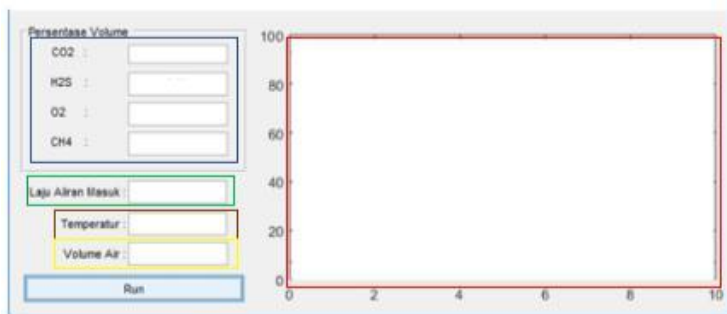 Persentase Volume
CO2 :
H2S :
O2 :
CH4 :
Laju Aliran Masuk :
Temperatur :
Volume Air :
Run
100
80
60
40
20
0
0 2 4 6 8 10